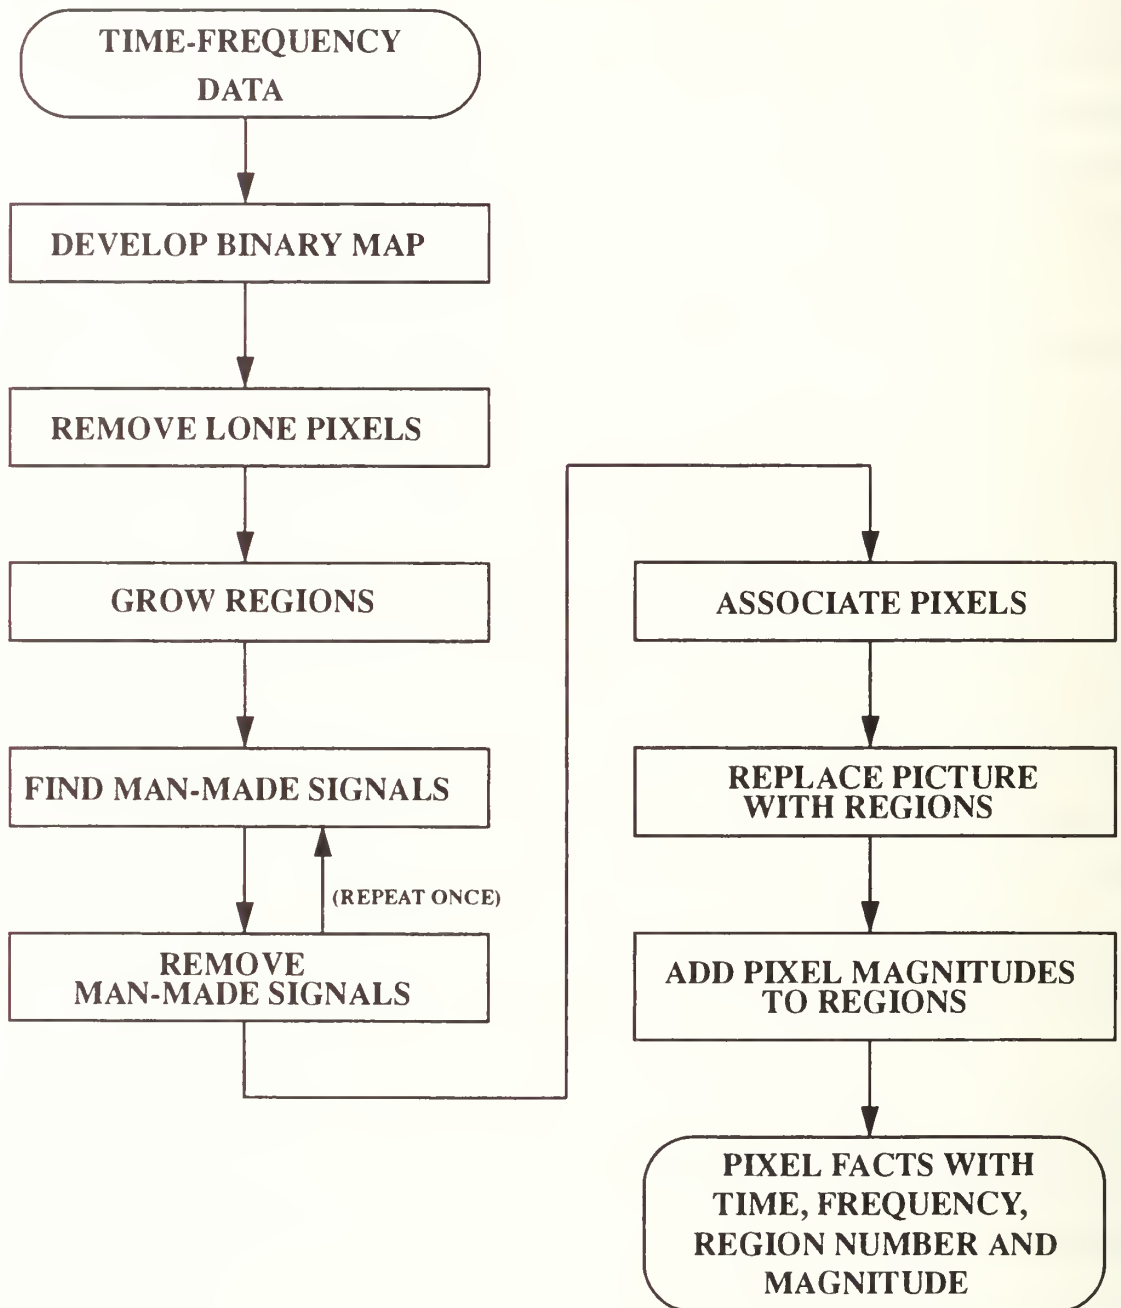 TIME-FREQUENCY
DATA
DEVELOP BINARY MAP
REMOVE LONE PIXELS
GROW REGIONS
FIND MAN-MADE SIGNALS
(REPEAT ONCE)
REMOVE
MAN-MADE SIGNALS
ASSOCIATE PIXELS
REPLACE PICTURE
WITH REGIONS
ADD PIXEL MAGNITUDES
TO REGIONS
PIXEL FACTS WITH
TIME, FREQUENCY,
REGION NUMBER AND
MAGNITUDE